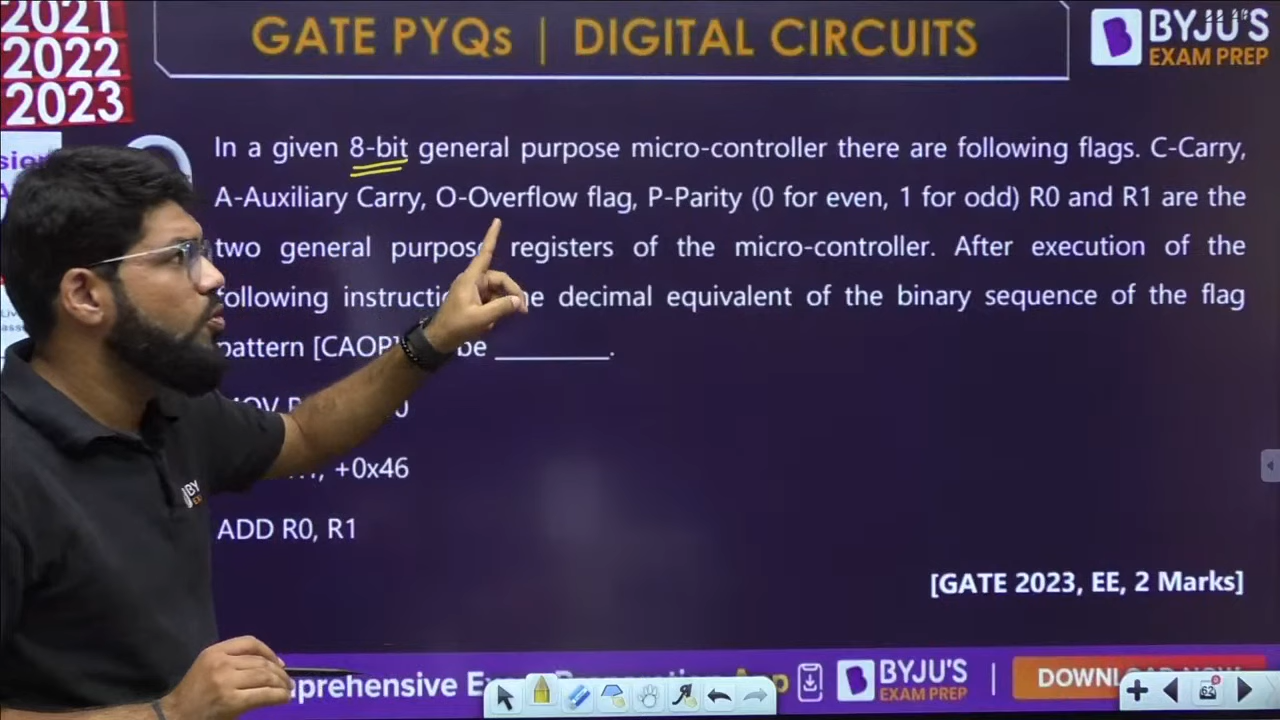 2021
2022
2023
GATE PYQs | DIGITAL CIRCUITS
BYJU'S
EXAM PREP
In a given 8-bit general purpose micro-controller there are following flags. C-Carry,
A-Auxiliary Carry, O-Overflow flag, P-Parity (0 for even, 1 for odd) R0 and R1 are the
two general purpose registers of the micro-controller. After execution of the
following decimal equivalent of the binary sequence of the flag
pattern [CAOP] be ________.
MOV
, +0x46
ADD R0, R1
[GATE 2023, EE, 2 Marks]
BYJU'S
EXAM PREP
62